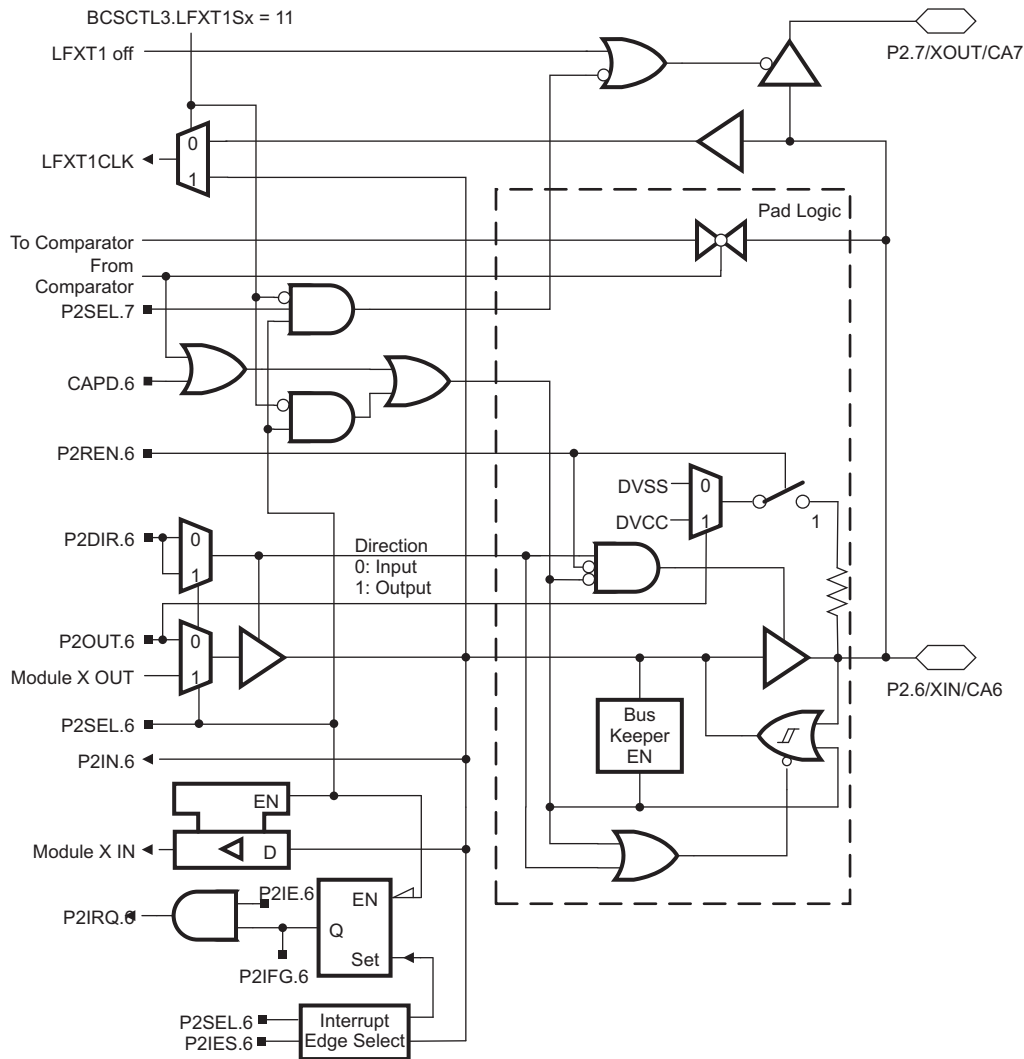 BCSCTL3.LFXT1Sx = 11
LFXT1 off
P2.7/XOUT/CA7
0
LFXT1CLK
1
Pad Logic
To Comparator
From
Comparator
P2SEL.7
CAPD.6
P2REN.6
DVSS
0
DVCC
1
1
P2DIR.6
0
1
Direction
0: Input
1: Output
P2OUT.6
0
Module X OUT
1
P2.6/XIN/CA6
P2SEL.6
Bus
Keeper
EN
P2IN.6
EN
Module X IN
D
P2IE.6
EN
P2IRQ.6
Q
Set
P2IFG.6
P2SEL.6
Interrupt
P2IES.6
Edge Select